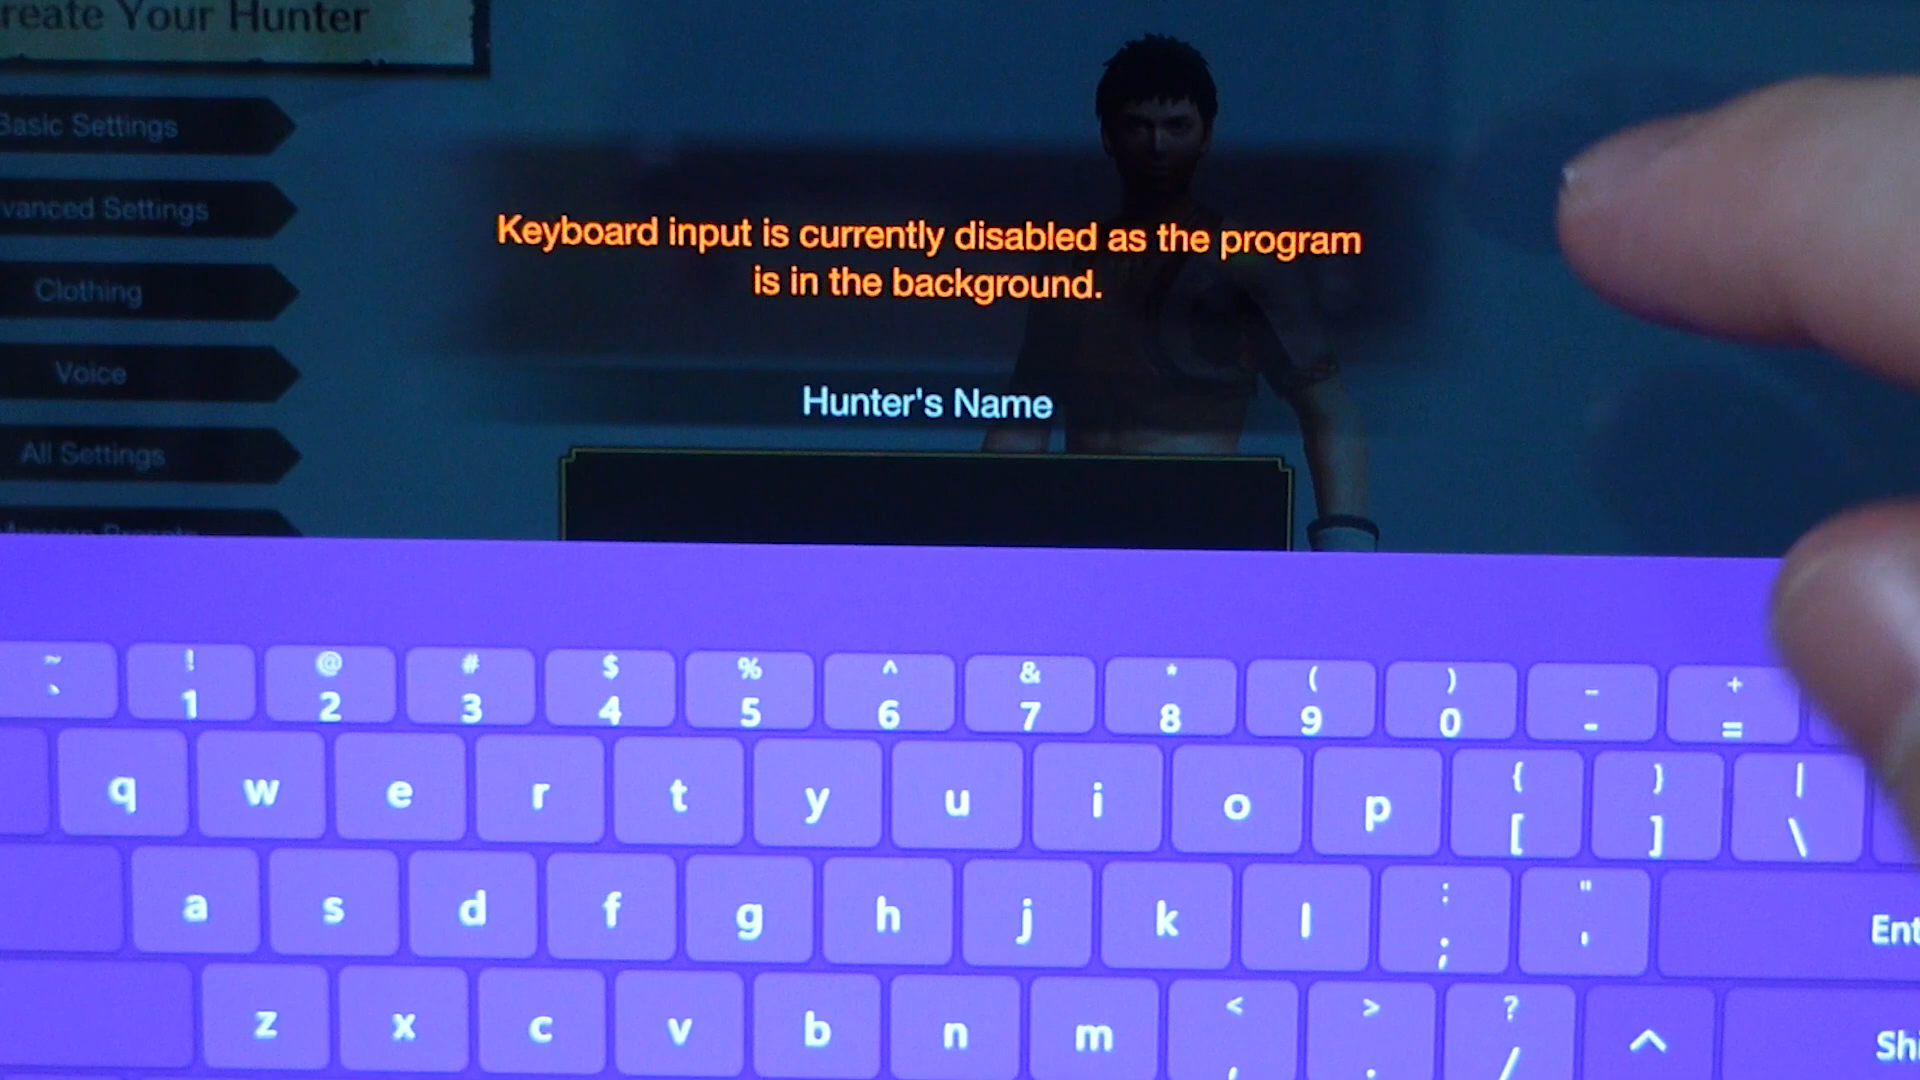 reate Your Hunter
Basic Settings
vanced Settings
Clothing
Voice
All Settings
Keyboard input is currently disabled as the program
is in the background.
Hunter's Name
~ ! @ # $ % ^ & * ( ) _ +
` 1 2 3 4 5 6 7 8 9 0 - =
q w e r t y u i o p { [ } ] | \
a s d f g h j k l : ; " ' Ent
z x c v b n m < , > . ? / ^ Shi